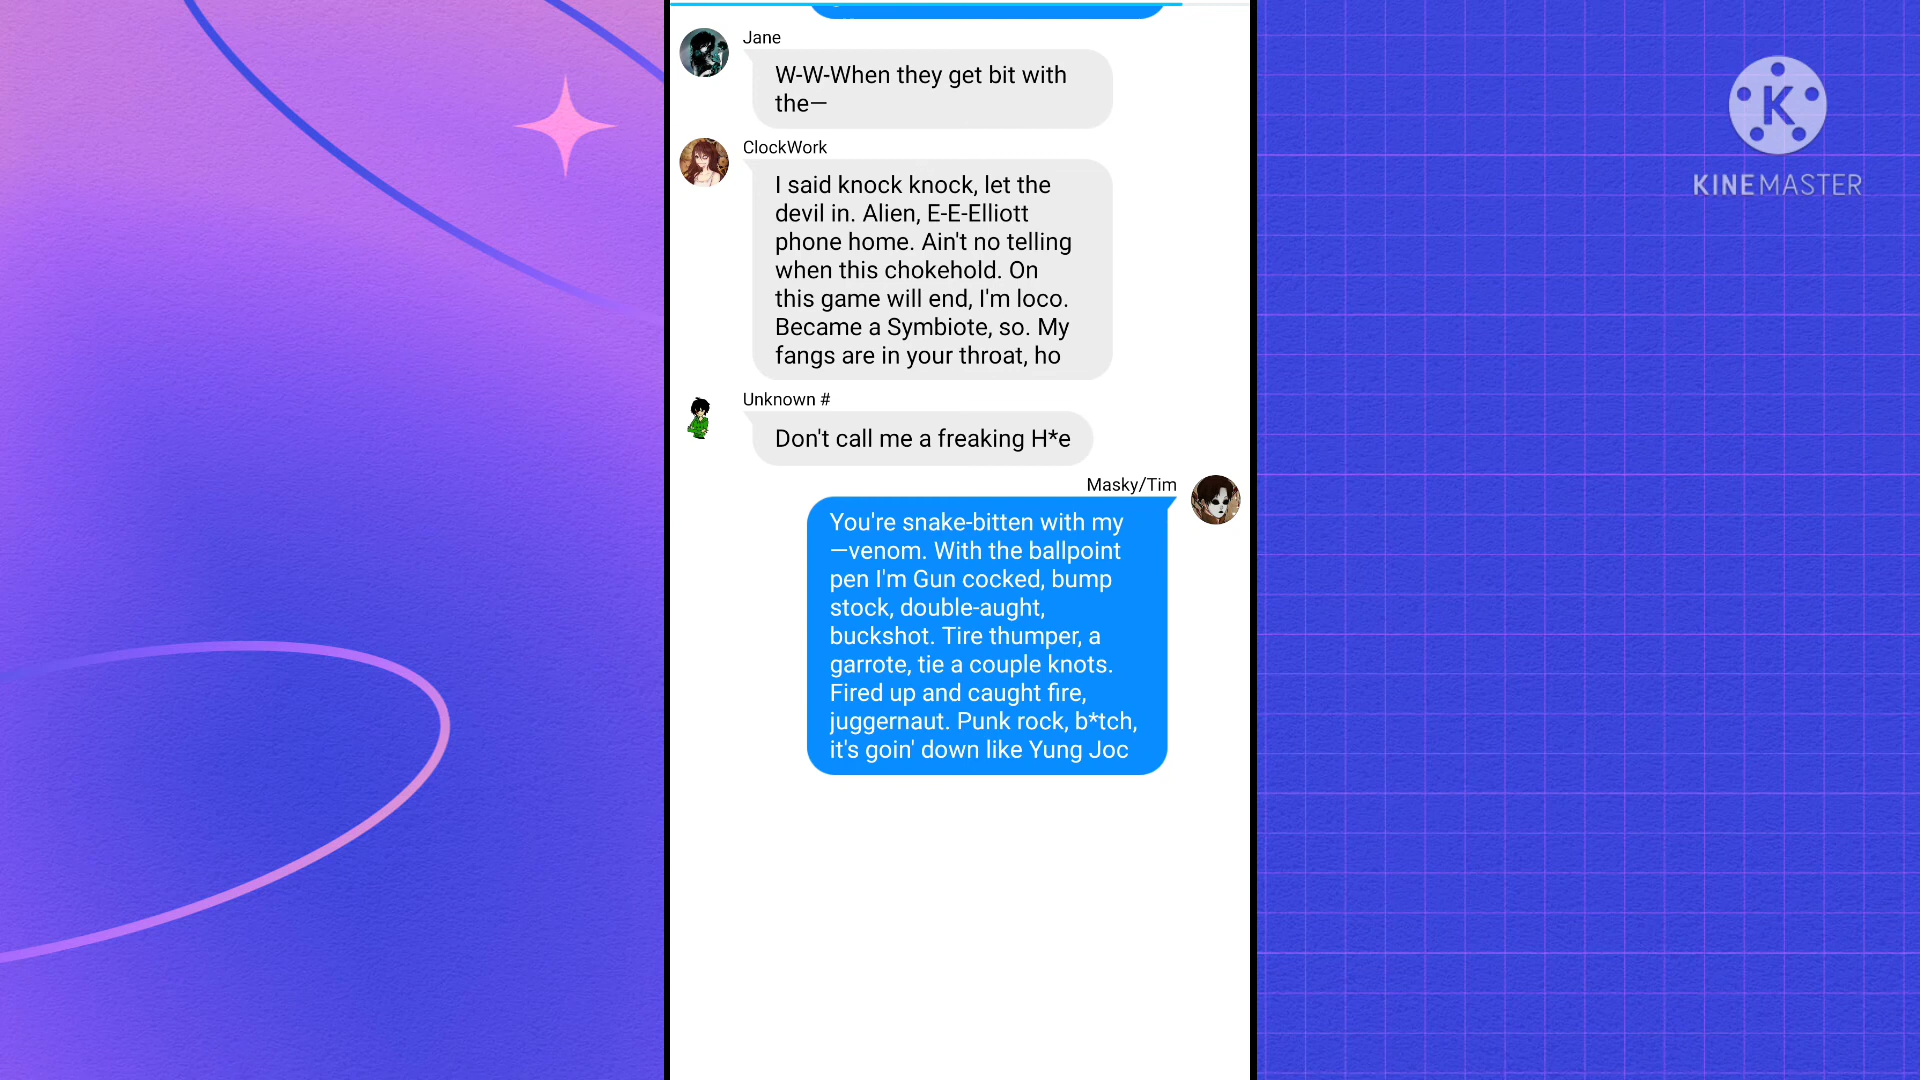 Jane
W-W-When they get bit with
the—
ClockWork
I said knock knock, let the
devil in. Alien, E-E-Elliott
phone home. Ain't no telling
when this chokehold. On
this game will end, I'm loco.
Became a Symbiote, so. My
fangs are in your throat, ho
Unknown #
Don't call me a freaking H*e
Masky/Tim
You're snake-bitten with my
—venom. With the ballpoint
pen I'm Gun cocked, bump
stock, double-aught,
buckshot. Tire thumper, a
garrote, tie a couple knots.
Fired up and caught fire,
juggernaut. Punk rock, b*tch,
it's goin' down like Yung Joc
K
KINEMASTER